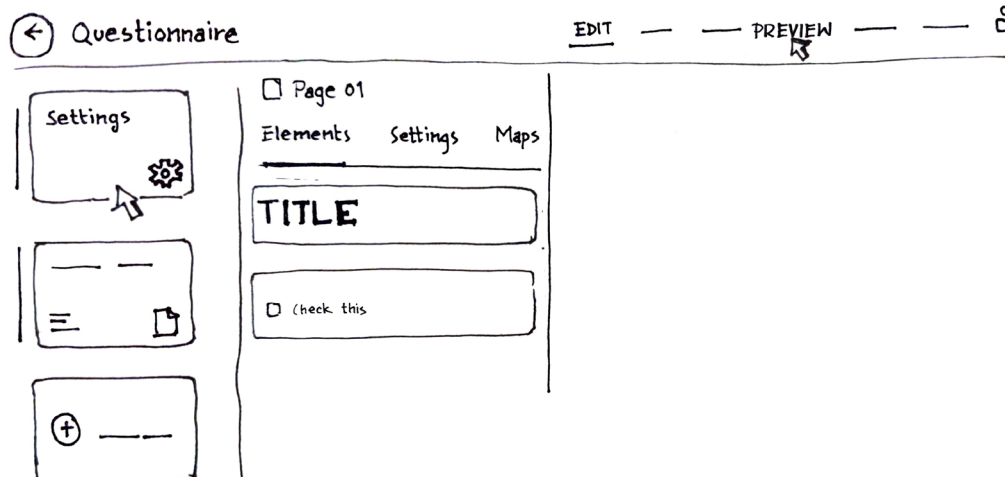 Questionnaire
EDIT PREVIEW
Settings
Page 01
Elements Settings Maps
TITLE
Check this